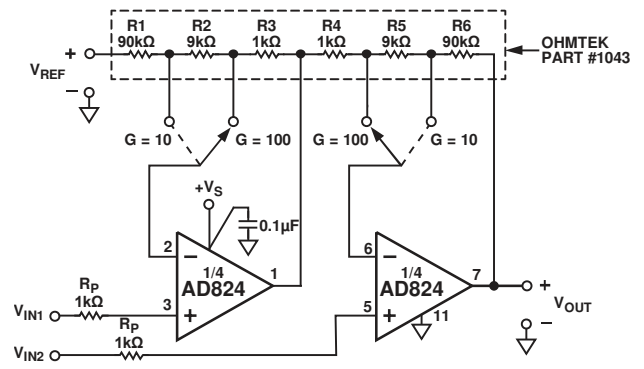 R1 R2 R3 R4 R5 R6
90kΩ 9kΩ 1kΩ 1kΩ 9kΩ 90kΩ
OHMTEK
PART #1043
+
VREF
–
G = 10 G = 100 G = 100 G = 10
+VS
0.1μF
2 – 1/4 AD824 1
3 +
6 – 1/4 AD824 7
5 + 11
RP
1kΩ
VIN1
RP
1kΩ
VIN2
+
VOUT
–